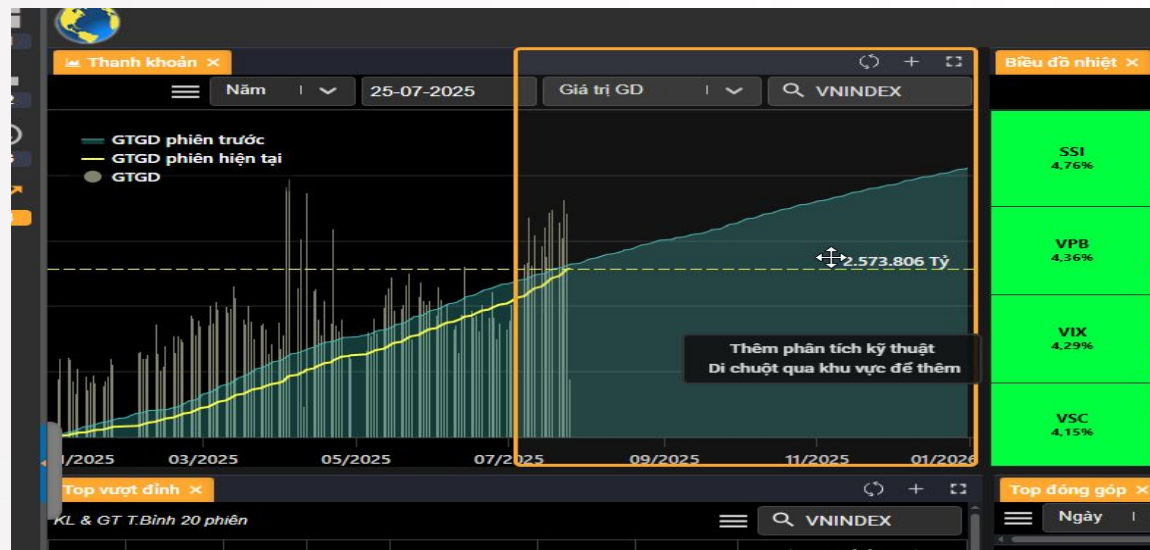 Thanh khoản ×
Biểu đồ nhiệt ×
Năm
25-07-2025
Giá trị GD
VNINDEX
GTGD phiên trước
GTGD phiên hiện tại
GTGD
SSI
4,76%
VPB
4,36%
2.573.806 Tỷ
VIX
4,29%
Thêm phân tích kỹ thuật
Di chuột qua khu vực để thêm
VSC
4,15%
1/2025 03/2025 05/2025 07/2025 09/2025 11/2025 01/2026
Top vượt đỉnh ×
Top đóng góp ×
KL & GT T.Bình 20 phiên
VNINDEX
Ngày